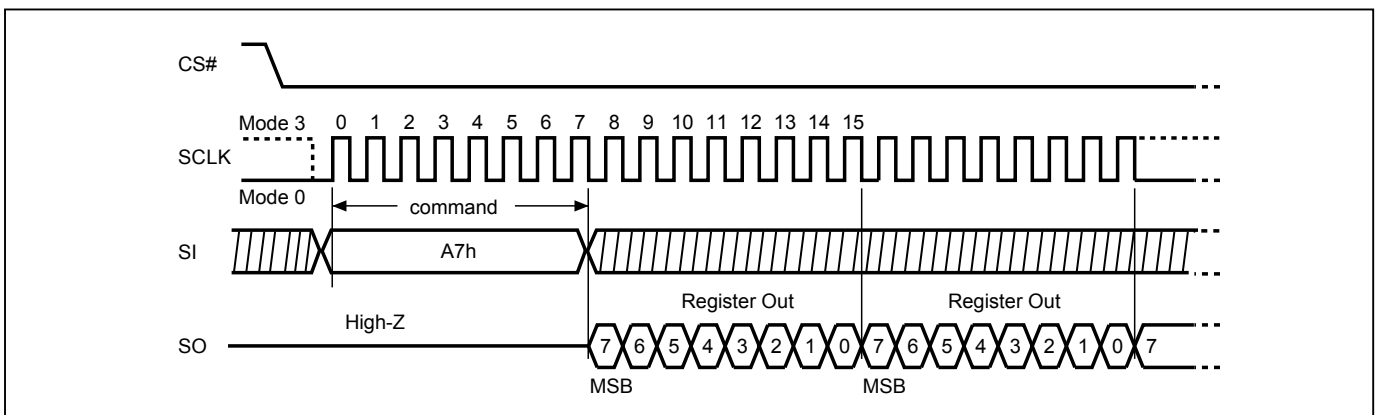 CS#
Mode 3 0 1 2 3 4 5 6 7 8 9 10 11 12 13 14 15
SCLK
Mode 0
command
SI A7h
Register Out Register Out
High-Z
SO 7 6 5 4 3 2 1 0 7 6 5 4 3 2 1 0 7
MSB MSB